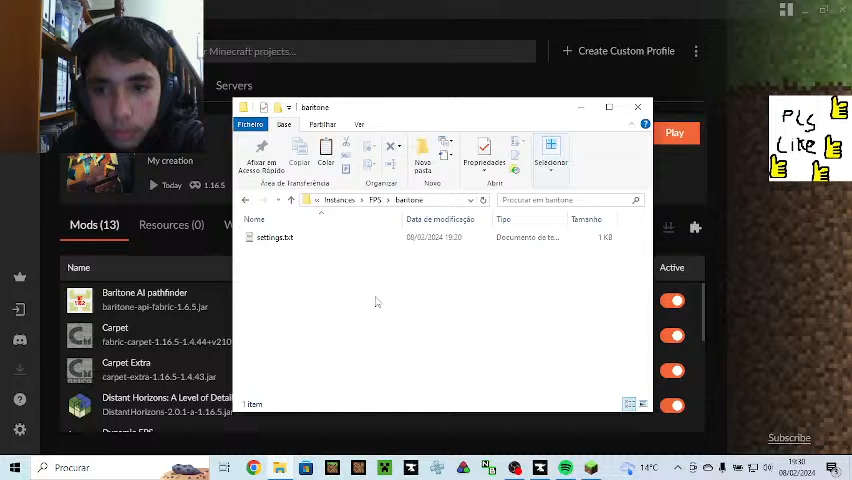 r Minecraft projects...
Create Custom Profile
Servers
baritone
Ficheiro
Base
Partilhar
Ver
Play
My creation
Today
1.16.5
Afixar em
Acesso Rápido
Copiar
Colar
Nova
pasta
Propriedades
Selecionar
Área de Transferência
Organizar
Novo
Abrir
Instances
FPS
baritone
Procurar em baritone
Mods (13)
Resources (0)
W
Nome
Data de modificação
Tipo
Tamanho
settings.txt
08/02/2024 19:20
Documento de te...
1 KB
Name
Active
Baritone AI pathfinder
baritone-api-fabric-1.6.5.jar
Carpet
fabric-carpet-1.16.5-1.4.44+v210
Carpet Extra
carpet-extra-1.16.5-1.4.43.jar
Distant Horizons: A Level of Detail
DistantHorizons-2.0.1-a-1.16.5.jar
Dynamic FPS
1 item
PLS
LIKE
Subscribe
Procurar
14°C
19:30
08/02/2024